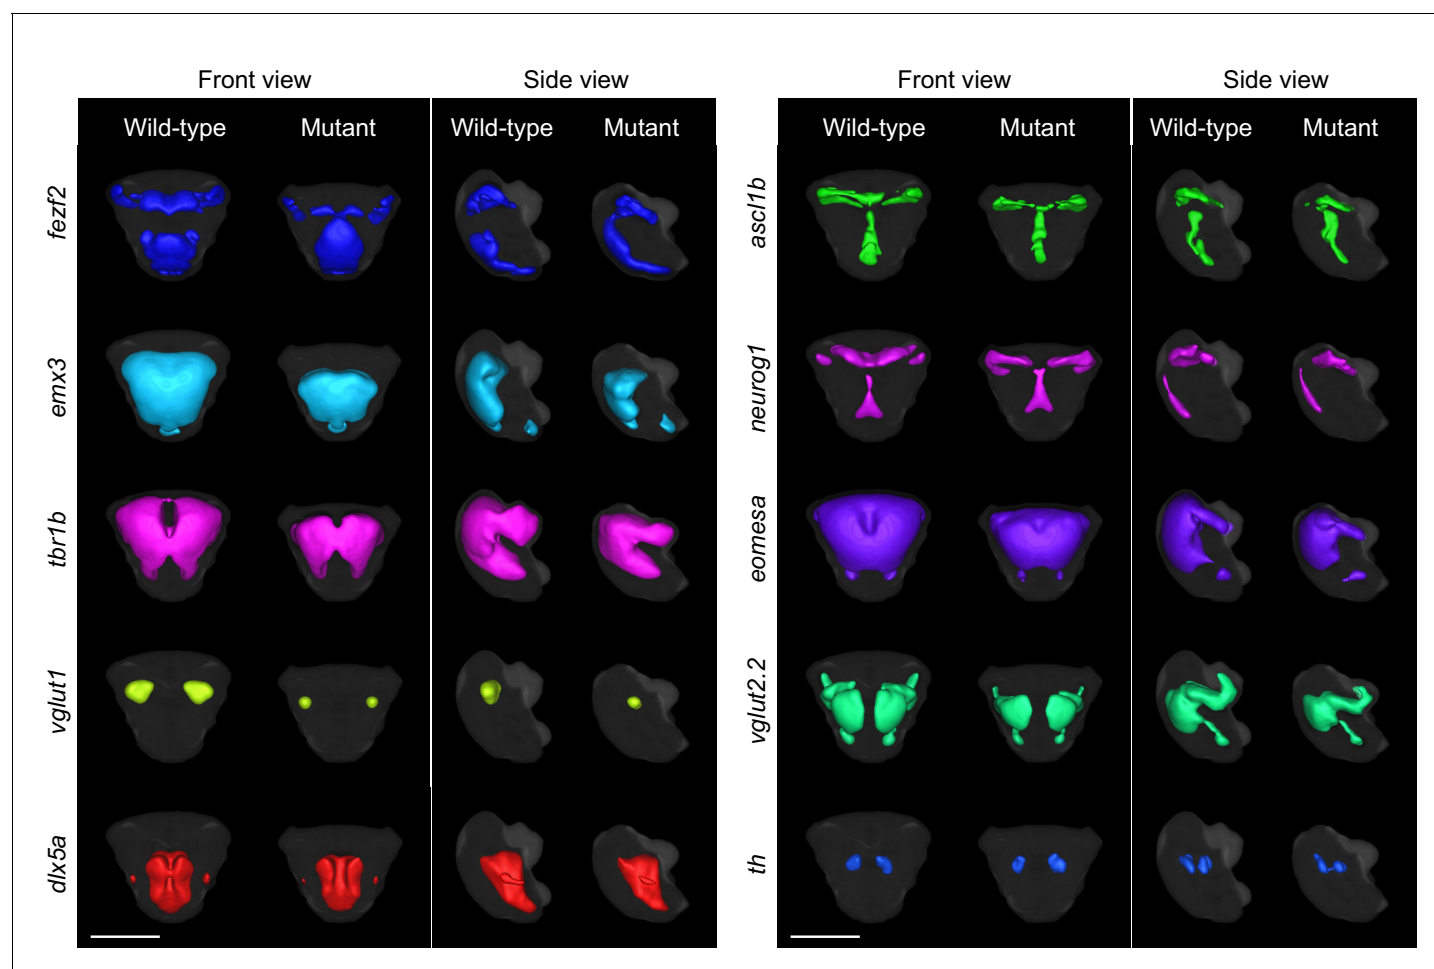 Front view
Side view
Front view
Side view
Wild-type
Mutant
Wild-type
Mutant
Wild-type
Mutant
Wild-type
Mutant
fezf2
ascl1b
emx3
neurog1
tbr1b
eomesa
vglut1
vglut2.2
dlx5a
th